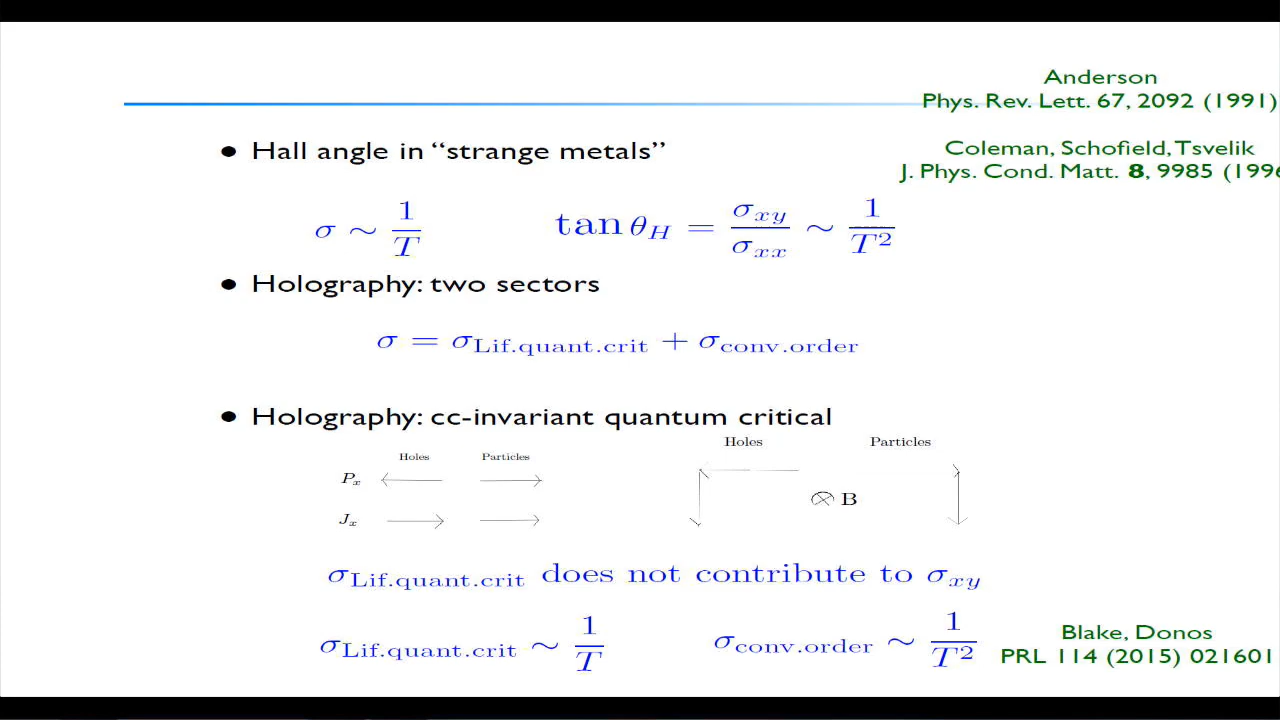 Anderson
Phys. Rev. Lett. 67, 2092 (1991)
• Hall angle in “strange metals”
Coleman, Schofield, Tsvelik
J. Phys. Cond. Matt. 8, 9985 (1996
σ ∼ 1/T    tan θ_H = σ_xy/σ_xx ∼ 1/T²
• Holography: two sectors
σ = σ_Lif.quant.crit + σ_conv.order
• Holography: cc-invariant quantum critical
Holes Particles
Holes Particles
P_x
⊗ B
J_x
σ_Lif.quant.crit does not contribute to σ_xy
σ_Lif.quant.crit ∼ 1/T    σ_conv.order ∼ 1/T²
Blake, Donos
PRL 114 (2015) 021601